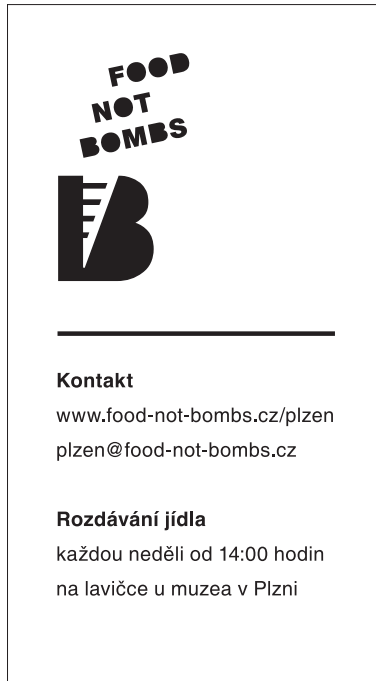 FOOD
NOT
BOMBS
B
Kontakt
www.food-not-bombs.cz/plzen
plzen@food-not-bombs.cz
Rozdávání jídla
každou neděli od 14:00 hodin
na lavičce u muzea v Plzni